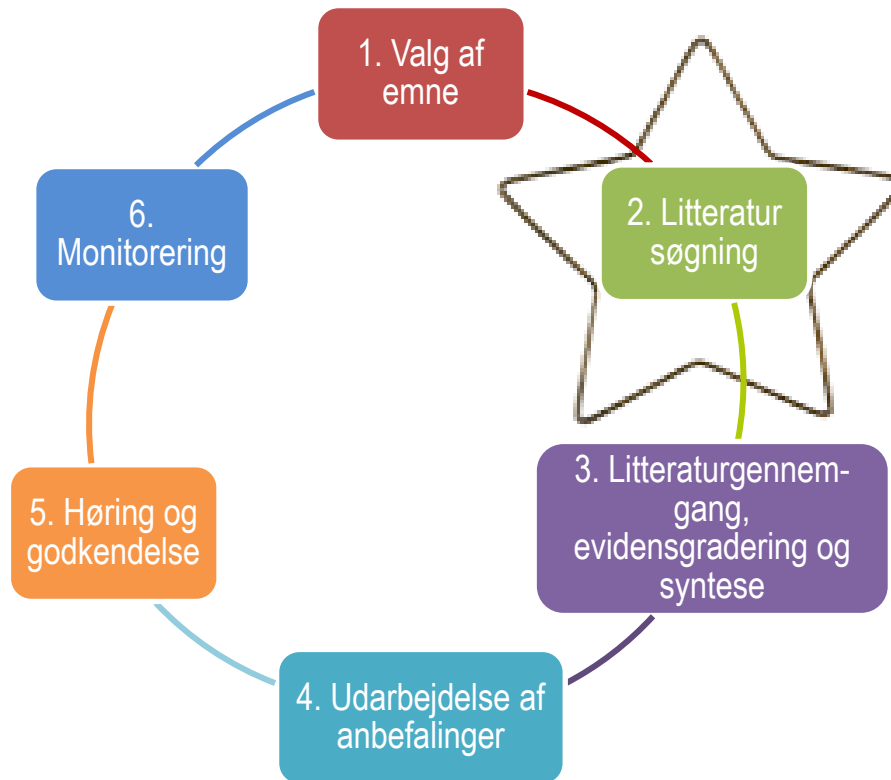 1. Valg af
emne
2. Litteratur
søgning
3. Litteraturgennem-
gang,
evidensgradering og
syntese
4. Udarbejdelse af
anbefalinger
5. Høring og
godkendelse
6.
Monitorering